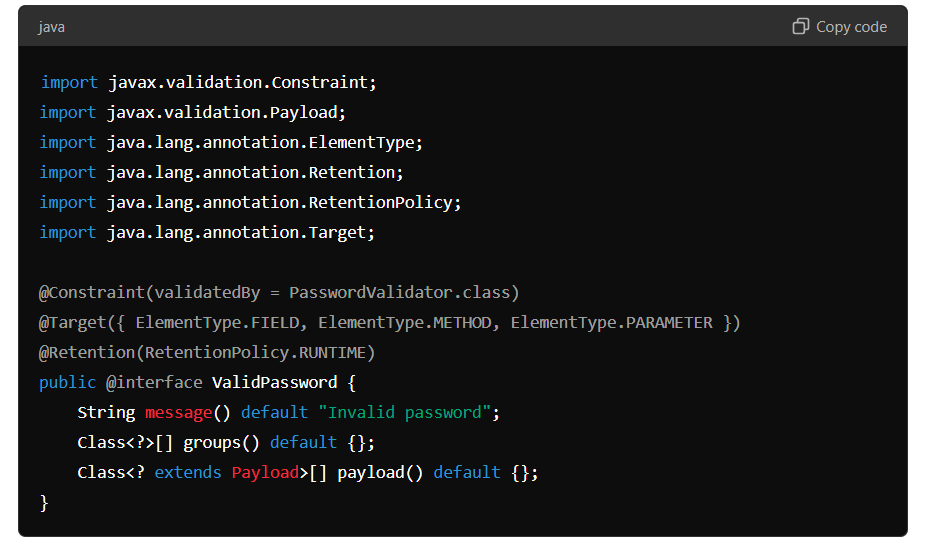 java
Copy code
import javax.validation.Constraint;
import javax.validation.Payload;
import java.lang.annotation.ElementType;
import java.lang.annotation.Retention;
import java.lang.annotation.RetentionPolicy;
import java.lang.annotation.Target;

@Constraint(validatedBy = PasswordValidator.class)
@Target({ ElementType.FIELD, ElementType.METHOD, ElementType.PARAMETER })
@Retention(RetentionPolicy.RUNTIME)
public @interface ValidPassword {
    String message() default "Invalid password";
    Class<?>[] groups() default {};
    Class<? extends Payload>[] payload() default {};
}